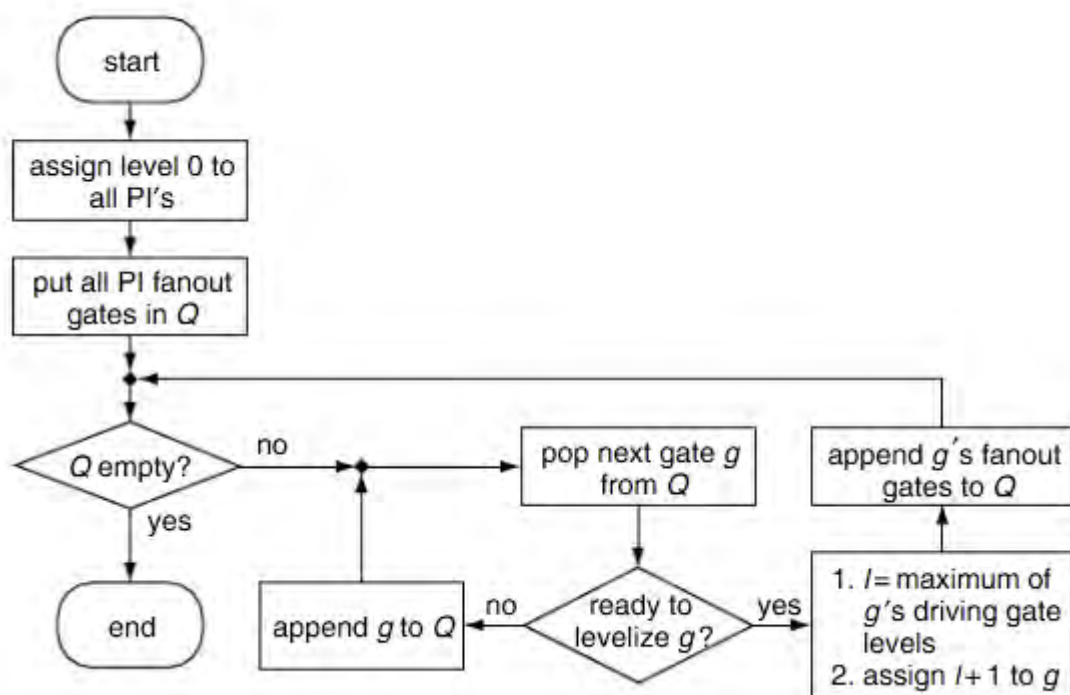 start
assign level 0 to
all PI's
put all PI fanout
gates in Q
Q empty?
no
yes
end
pop next gate g
from Q
ready to
levelize g?
no
append g to Q
yes
1. l = maximum of
g's driving gate
levels
2. assign l + 1 to g
append g's fanout
gates to Q